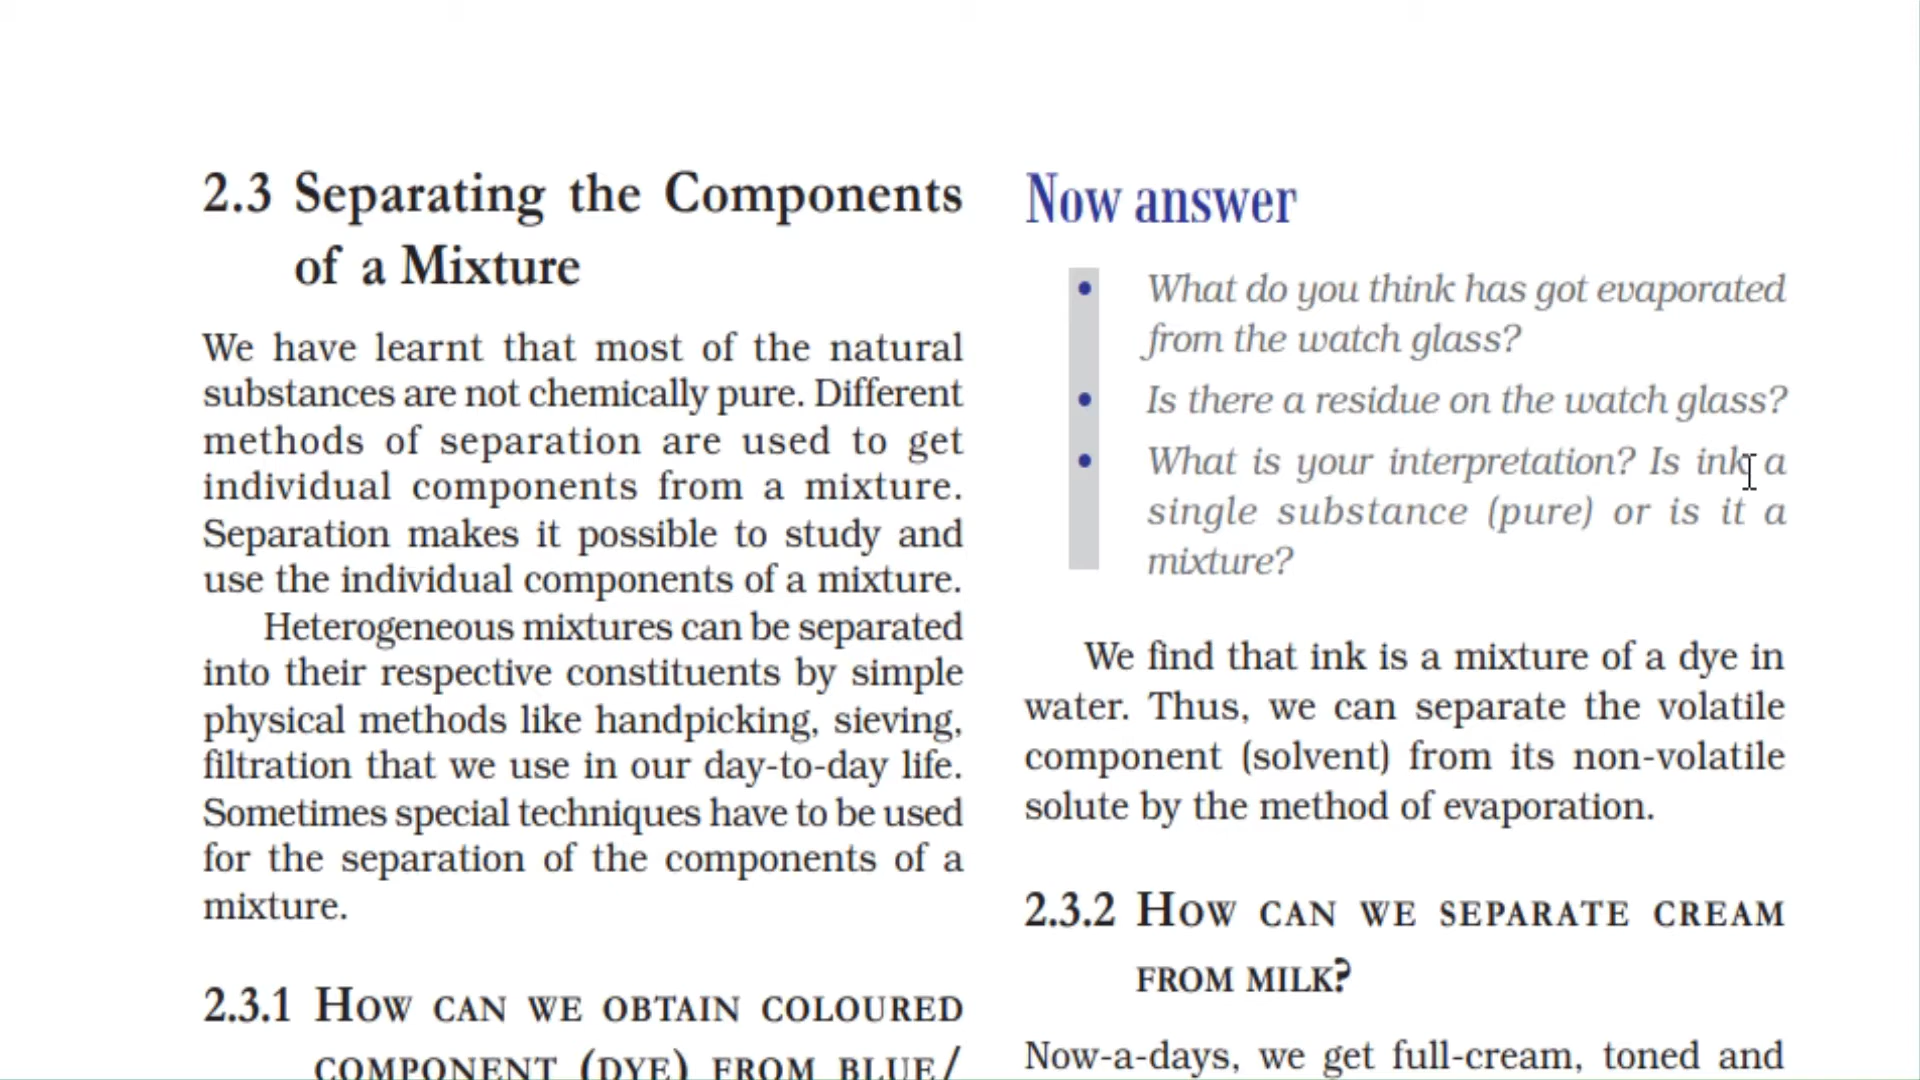 2.3 Separating the Components
of a Mixture
We have learnt that most of the natural
substances are not chemically pure. Different
methods of separation are used to get
individual components from a mixture.
Separation makes it possible to study and
use the individual components of a mixture.
Heterogeneous mixtures can be separated
into their respective constituents by simple
physical methods like handpicking, sieving,
filtration that we use in our day-to-day life.
Sometimes special techniques have to be used
for the separation of the components of a
mixture.
2.3.1 HOW CAN WE OBTAIN COLOURED
COMPONENT (DYE) FROM BLUE/
Now answer
• What do you think has got evaporated
from the watch glass?
• Is there a residue on the watch glass?
• What is your interpretation? Is ink a
single substance (pure) or is it a
mixture?
We find that ink is a mixture of a dye in
water. Thus, we can separate the volatile
component (solvent) from its non-volatile
solute by the method of evaporation.
2.3.2 HOW CAN WE SEPARATE CREAM
FROM MILK?
Now-a-days, we get full-cream, toned and